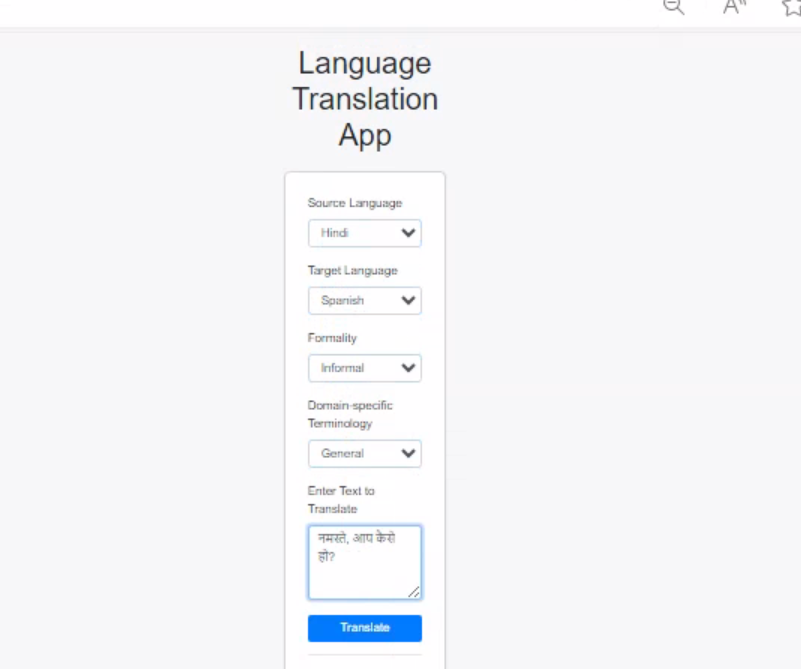 Language
Translation
App
Source Language
Hindi
Target Language
Spanish
Formality
Informal
Domain-specific
Terminology
General
Enter Text to
Translate
नमस्ते, आप कैसे
हो?
Translate